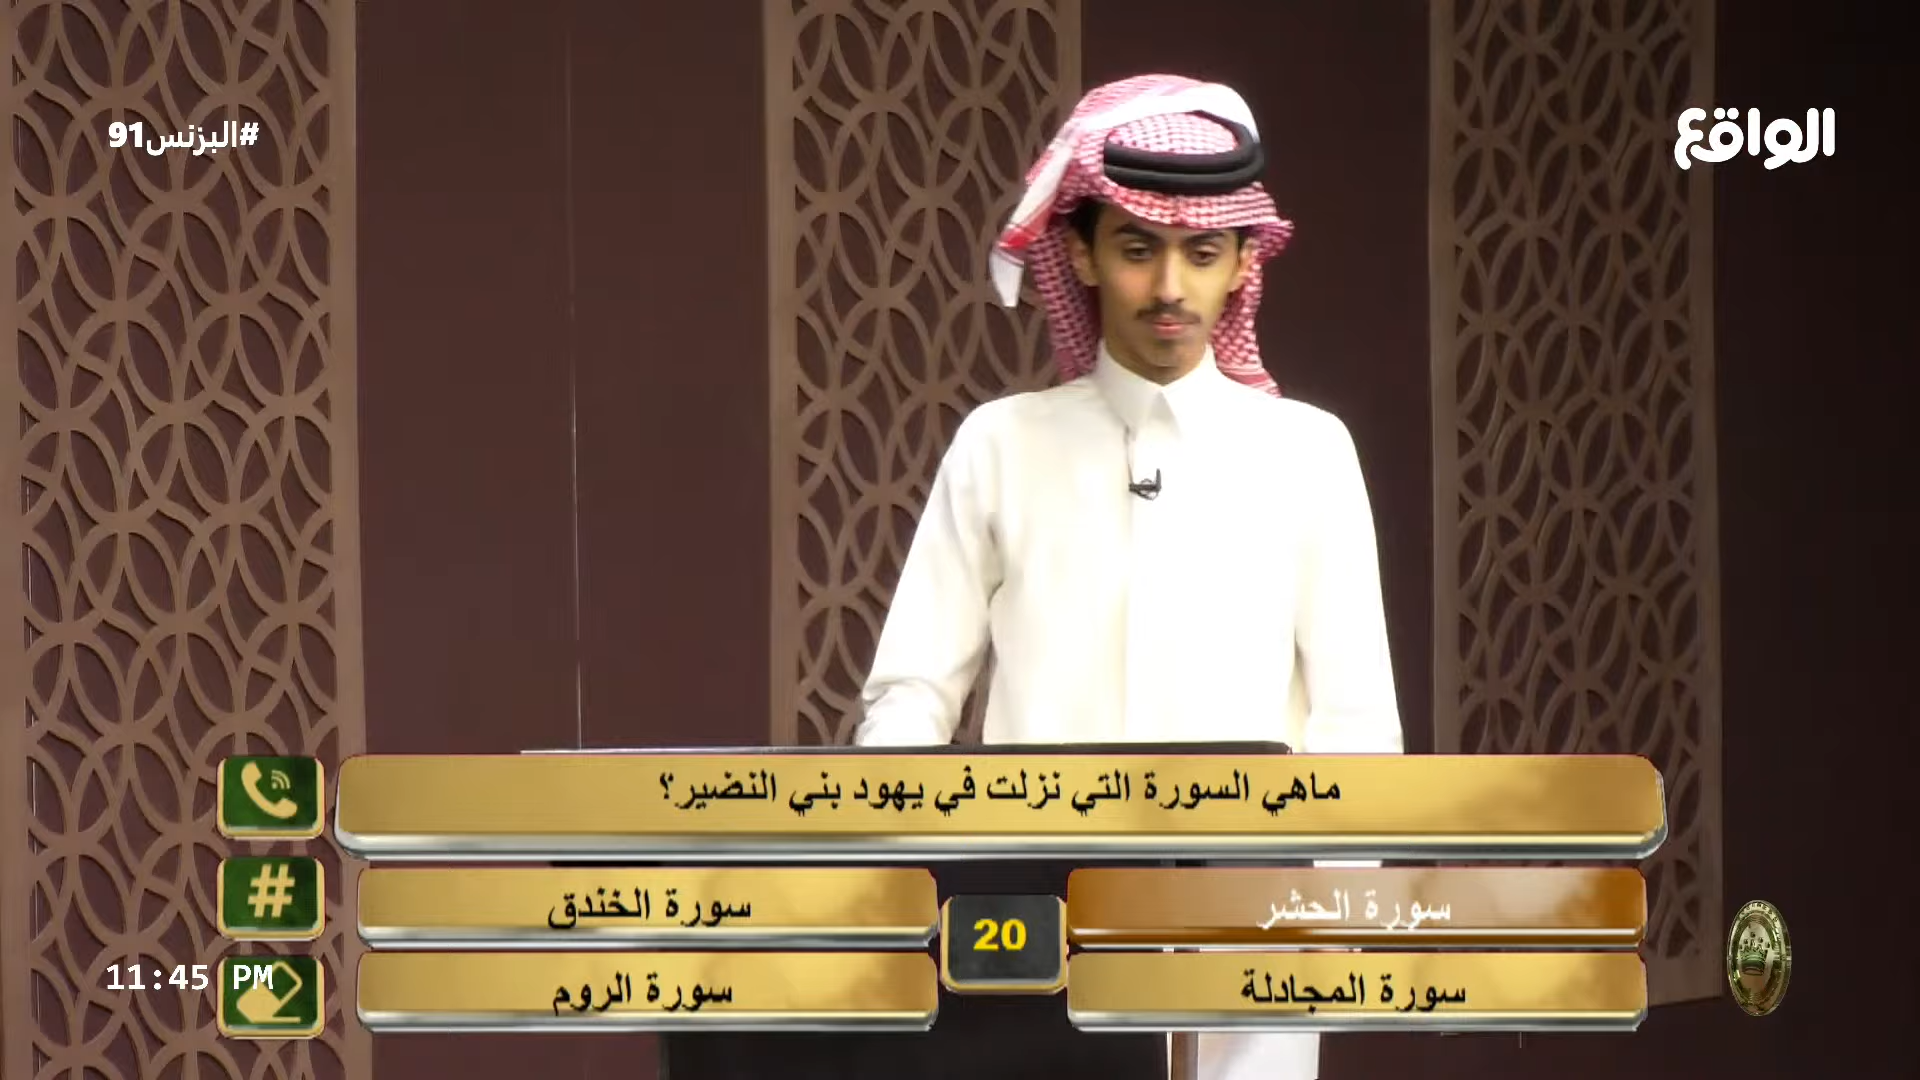 #البزنس91
الواقع
ماهي السورة التي نزلت في يهود بني النضير؟
سورة الحشر
سورة الخندق
20
سورة المجادلة
سورة الروم
11:45 PM
#